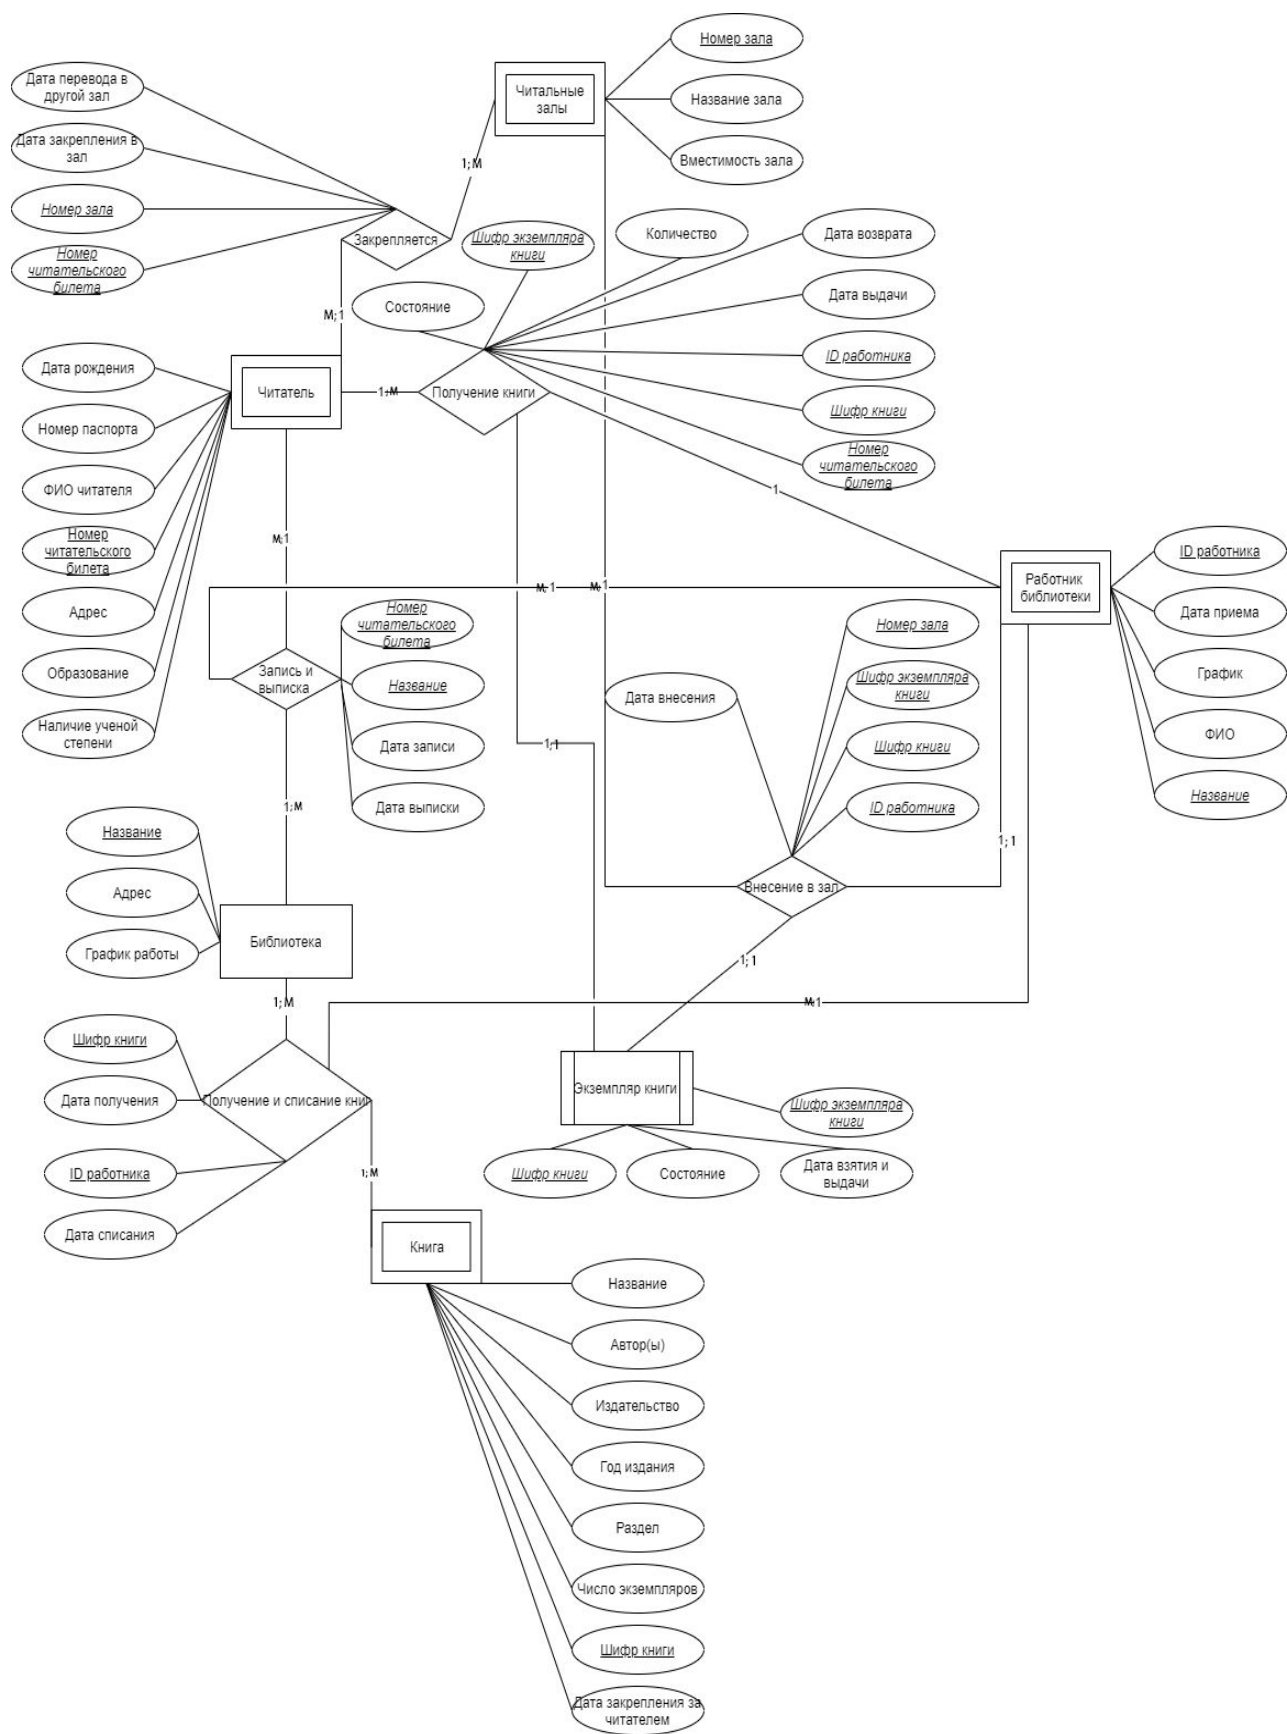 Номер зала
Дата перевода в
другой зал
Читальные
залы
Название зала
Дата закрепления в
зал
Вместимость зала
1; М
Номер зала
Закрепляется
Шифр экземпляра
книги
Количество
Дата возврата
Номер
читательского
билета
Состояние
Дата выдачи
М; 1
ID работника
Дата рождения
Читатель
1; М
Получение книги
Шифр книги
Номер паспорта
Номер
читательского
билета
ФИО читателя
1
М; 1
Номер
читательского
билета
ID работника
М; 1
М; 1
Работник
библиотеки
Адрес
Номер
читательского
билета
Номер зала
Дата приема
Образование
Запись и
выписка
Название
Дата внесения
Шифр экземпляра
книги
График
Наличие ученой
степени
Дата записи
1; 1
Шифр книги
ФИО
1; М
Дата выписки
ID работника
Название
Название
1; 1
Адрес
Внесение в зал
Библиотека
График работы
1; 1
1; М
М; 1
Шифр книги
Экземпляр книги
Дата получения
Получение и списание книг
Шифр экземпляра
книги
ID работника
1; М
Шифр книги
Состояние
Дата взятия и
выдачи
Дата списания
Книга
Название
Автор(ы)
Издательство
Год издания
Раздел
Число экземпляров
Шифр книги
Дата закрепления за
читателем